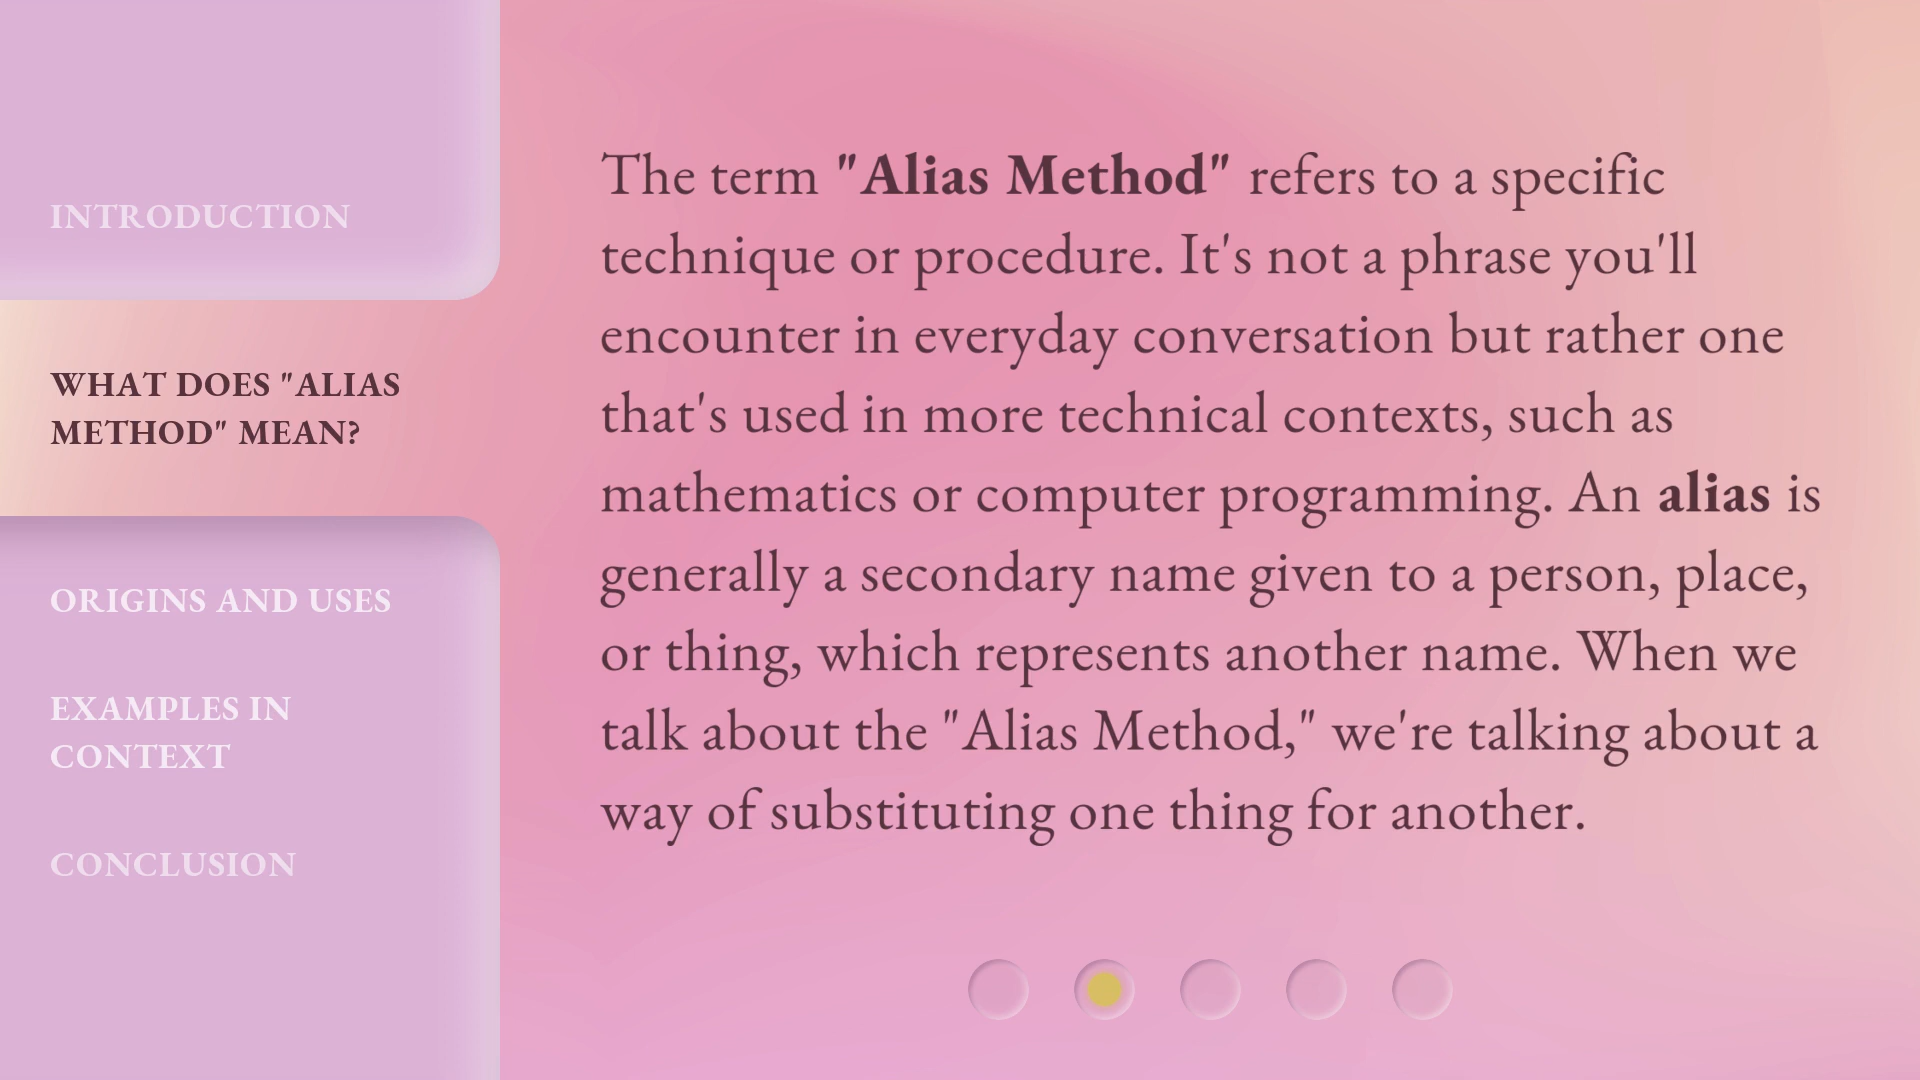 INTRODUCTION
WHAT DOES "ALIAS
METHOD" MEAN?
ORIGINS AND USES
EXAMPLES IN
CONTEXT
CONCLUSION
The term "Alias Method" refers to a specific
technique or procedure. It's not a phrase you'll
encounter in everyday conversation but rather one
that's used in more technical contexts, such as
mathematics or computer programming. An alias is
generally a secondary name given to a person, place,
or thing, which represents another name. When we
talk about the "Alias Method," we're talking about a
way of substituting one thing for another.